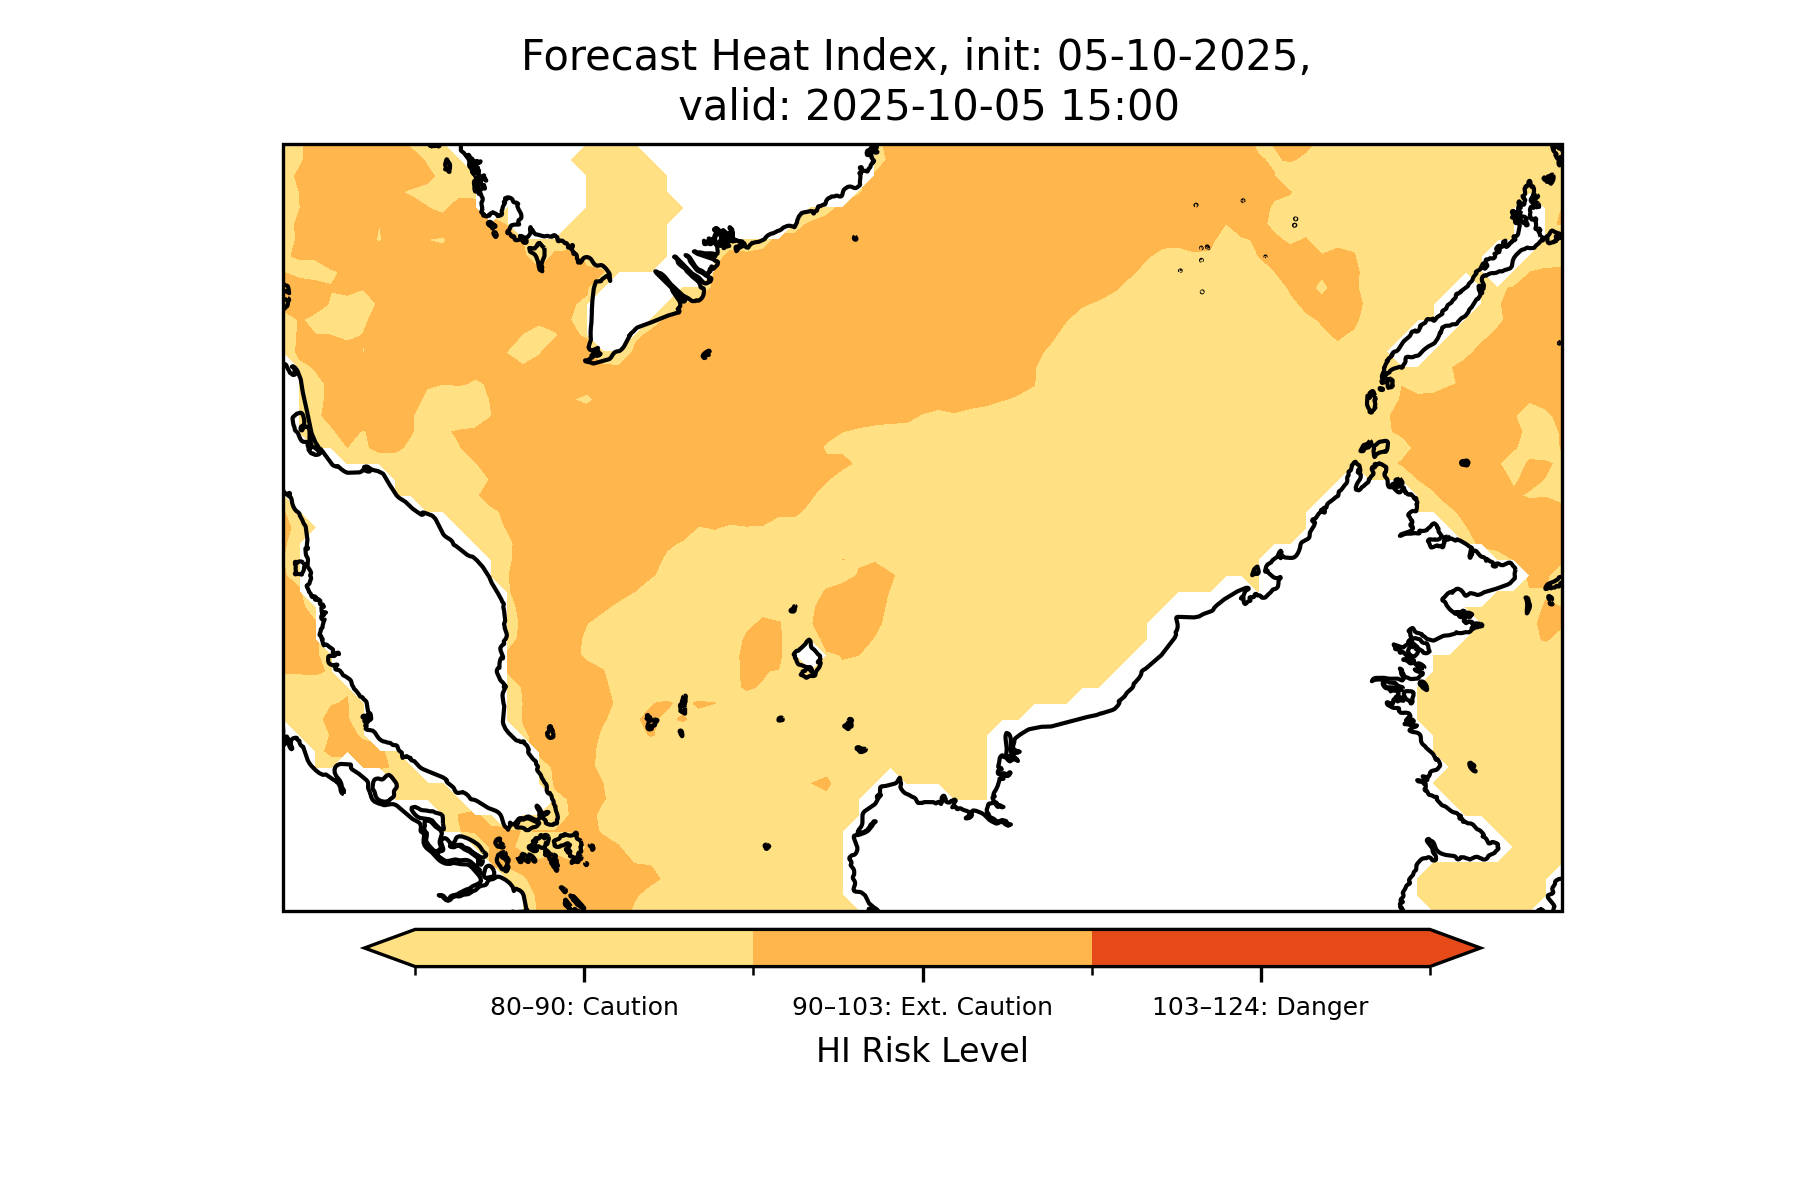 Forecast Heat Index, init: 05-10-2025,
valid: 2025-10-05 15:00
80–90: Caution
90–103: Ext. Caution
103–124: Danger
HI Risk Level